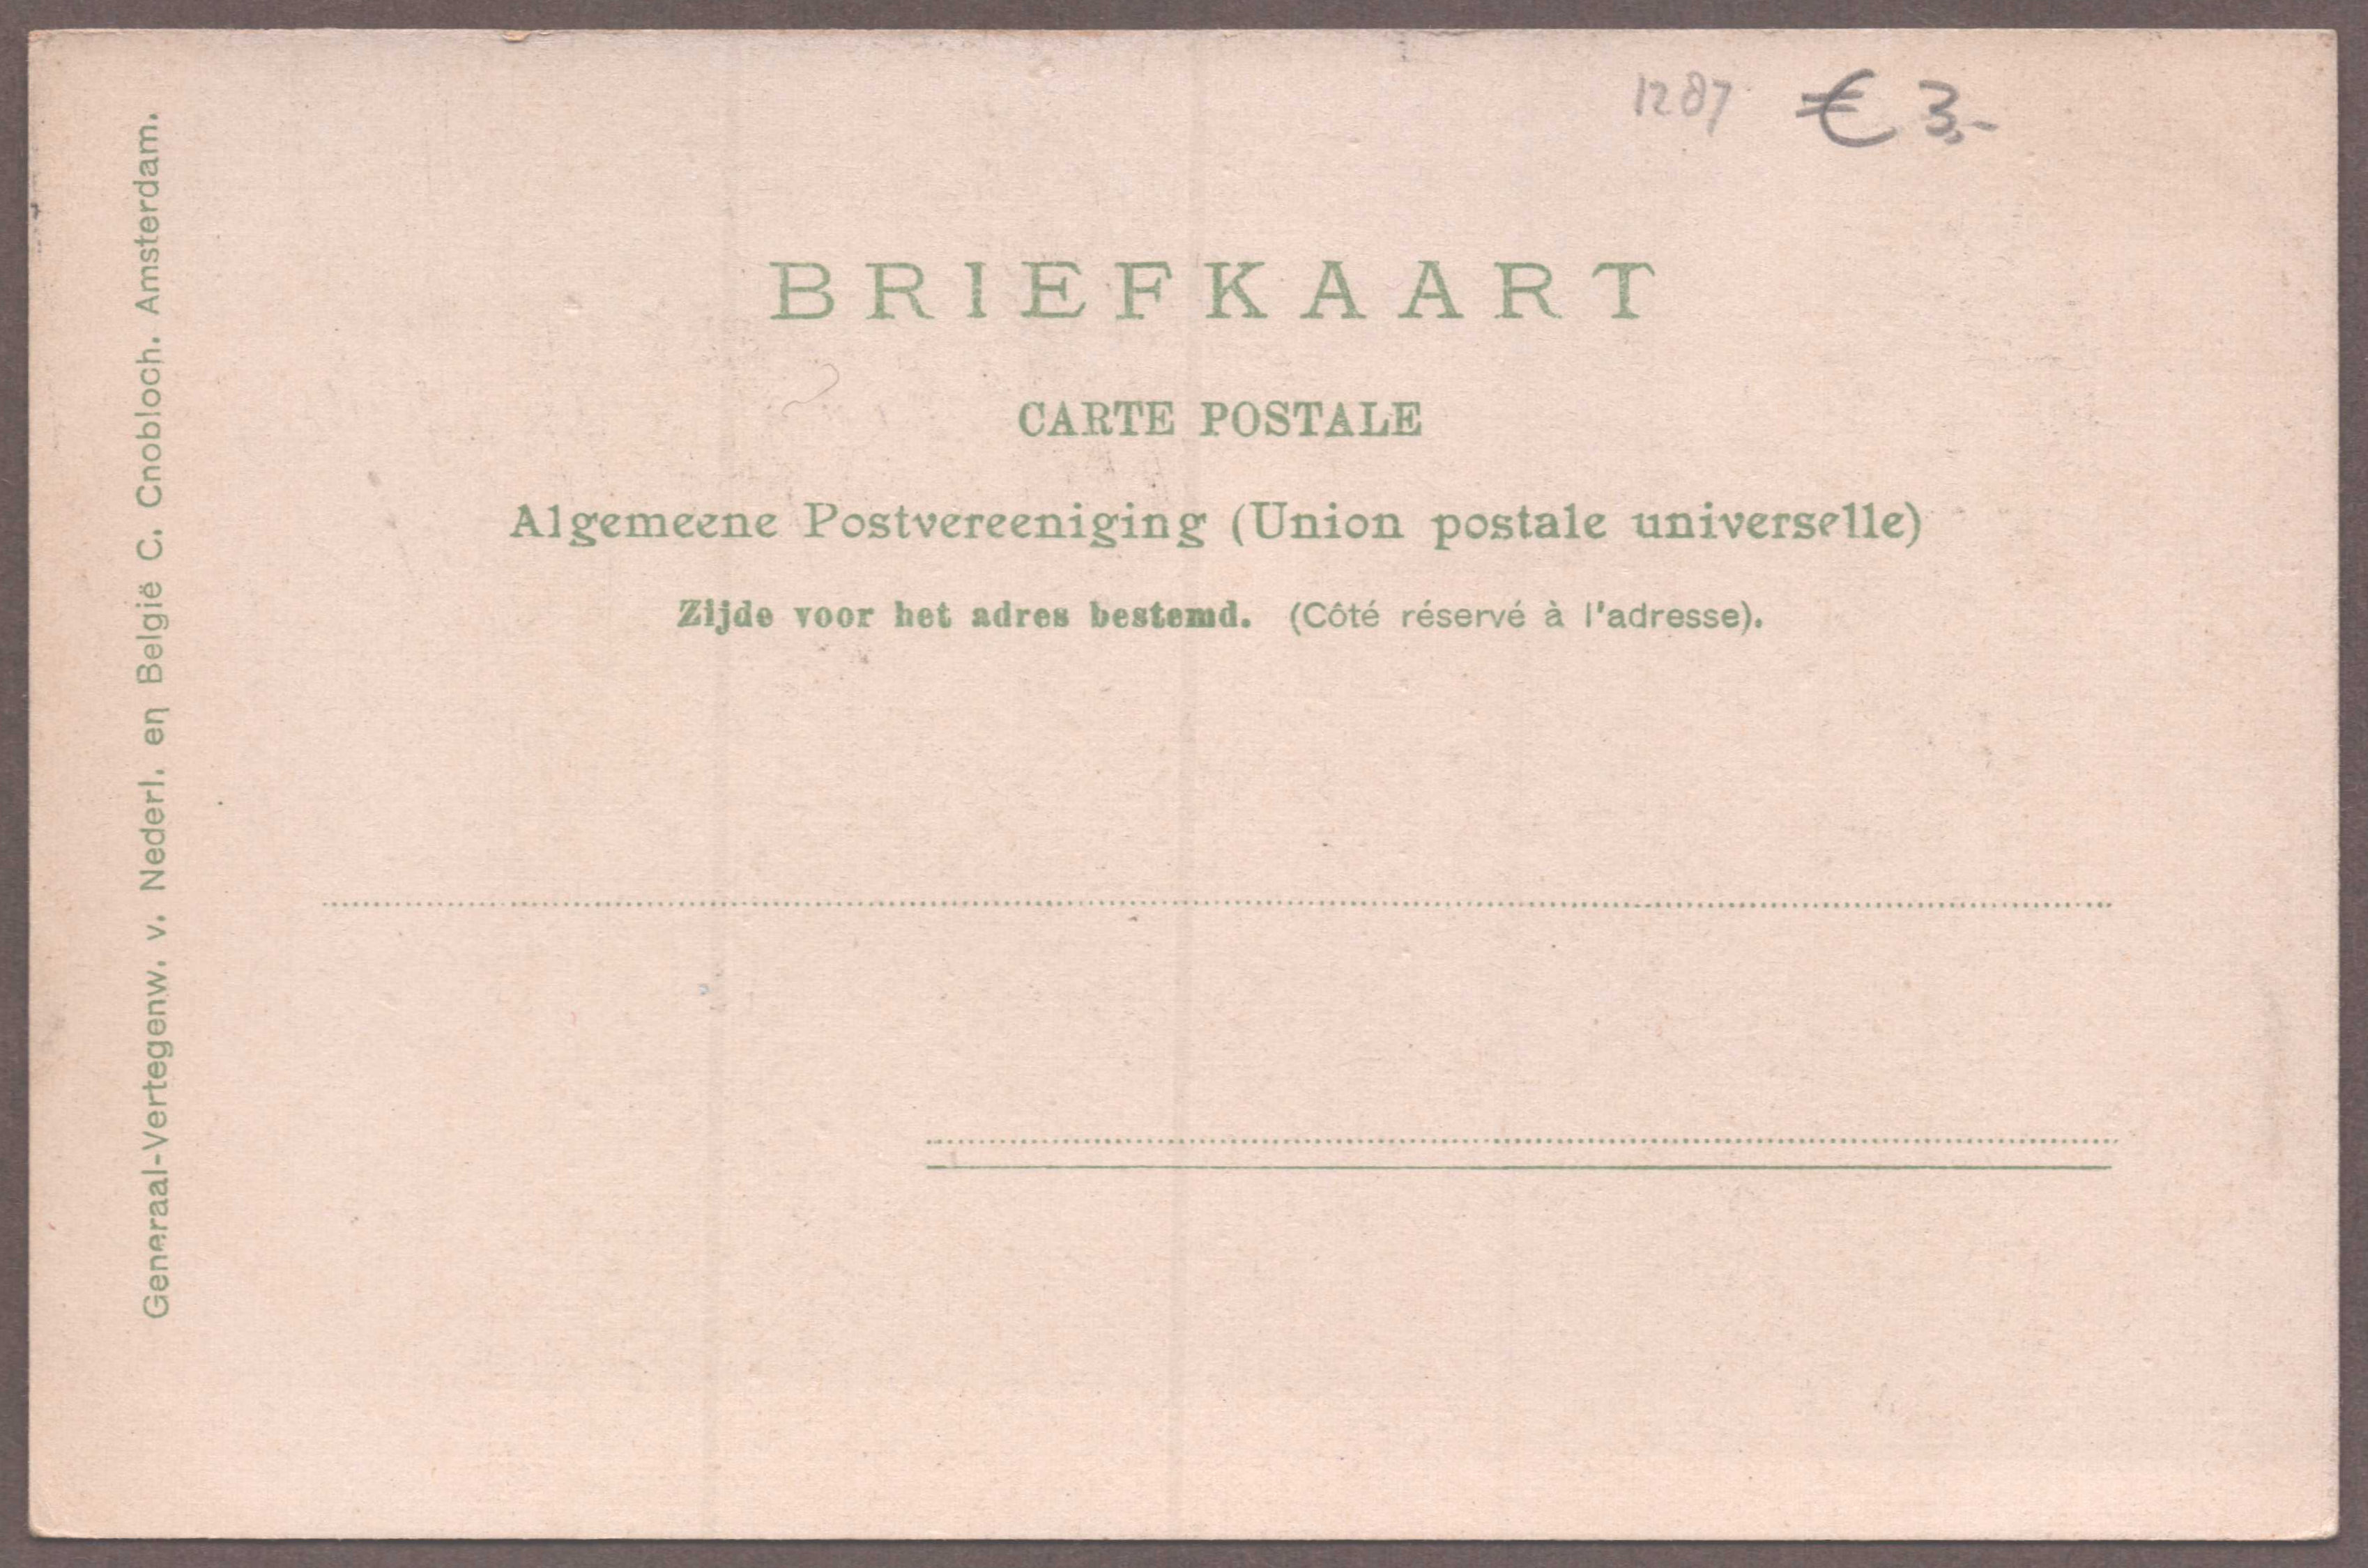 1287 € 3,-
BRIEFKAART
CARTE POSTALE
Algemeene Postvereeniging (Union postale universelle)
Zijde voor het adres bestemd. (Côté réservé à l'adresse).
Generaal-Vertegenw. v. Nederl. en België C. Cnobloch. Amsterdam.